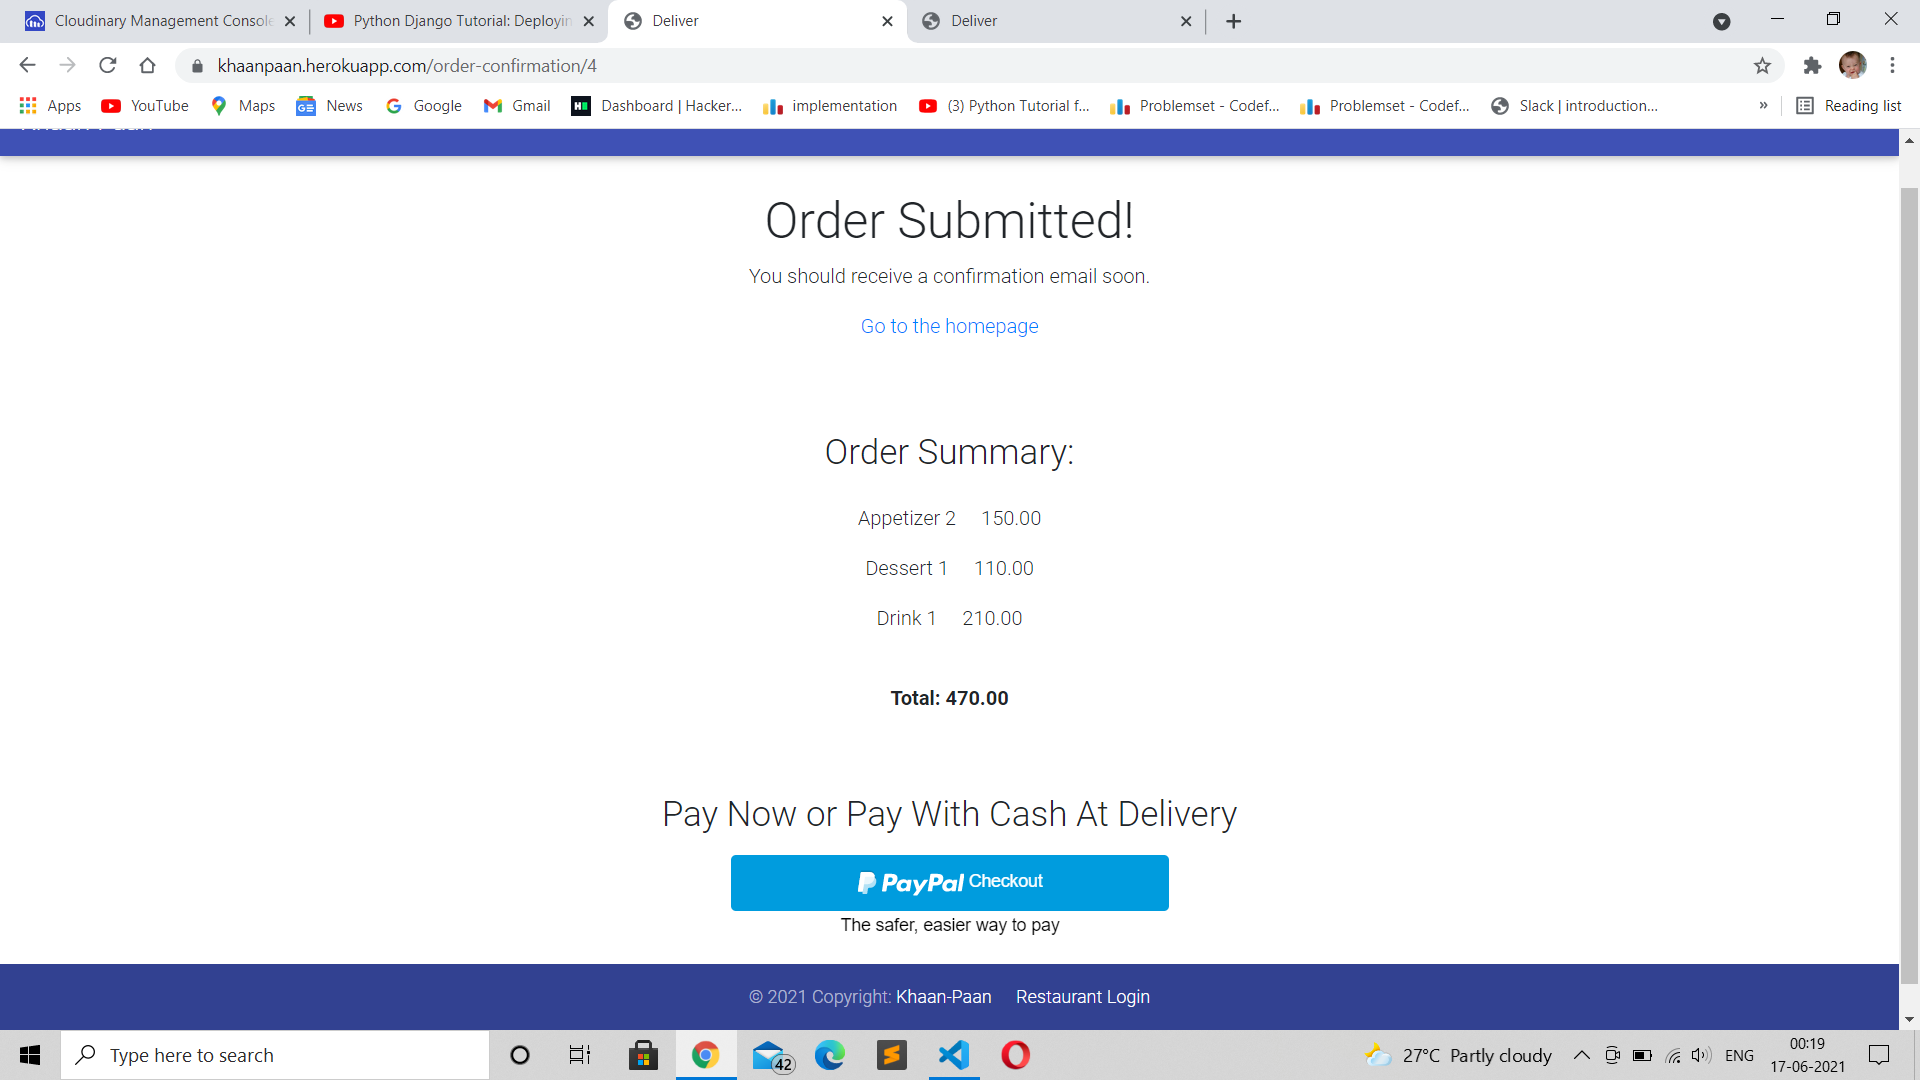 Cloudinary Management Console
Python Django Tutorial: Deployin
Deliver
Deliver
khaanpaan.herokuapp.com/order-confirmation/4
Apps
YouTube
Maps
News
Google
Gmail
Dashboard | Hacker...
implementation
(3) Python Tutorial f...
Problemset - Codef...
Problemset - Codef...
Slack | introduction...
»
Reading list
Order Submitted!
You should receive a confirmation email soon.
Go to the homepage
Order Summary:
Appetizer 2 150.00
Dessert 1 110.00
Drink 1 210.00
Total: 470.00
Pay Now or Pay With Cash At Delivery
PayPal Checkout
The safer, easier way to pay
© 2021 Copyright: Khaan-Paan Restaurant Login
Type here to search
42
27°C Partly cloudy
ENG
00:19
17-06-2021